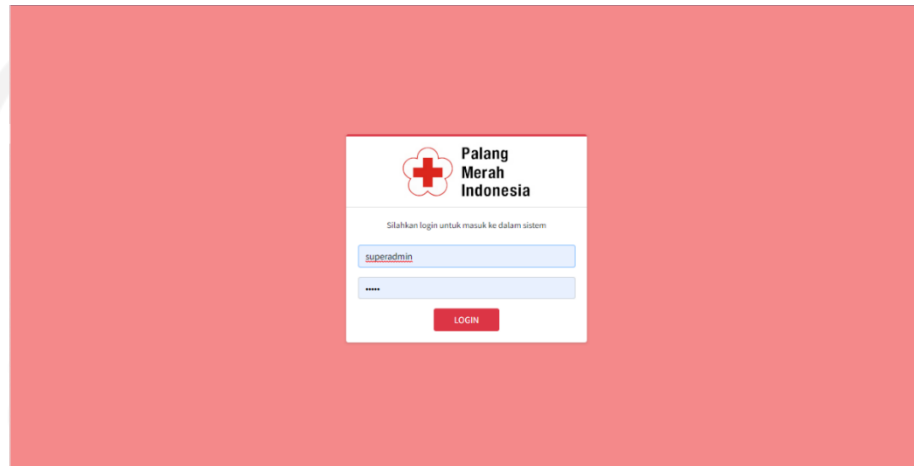 Palang
Merah
Indonesia
Silahkan login untuk masuk ke dalam sistem
superadmin
•••••
LOGIN